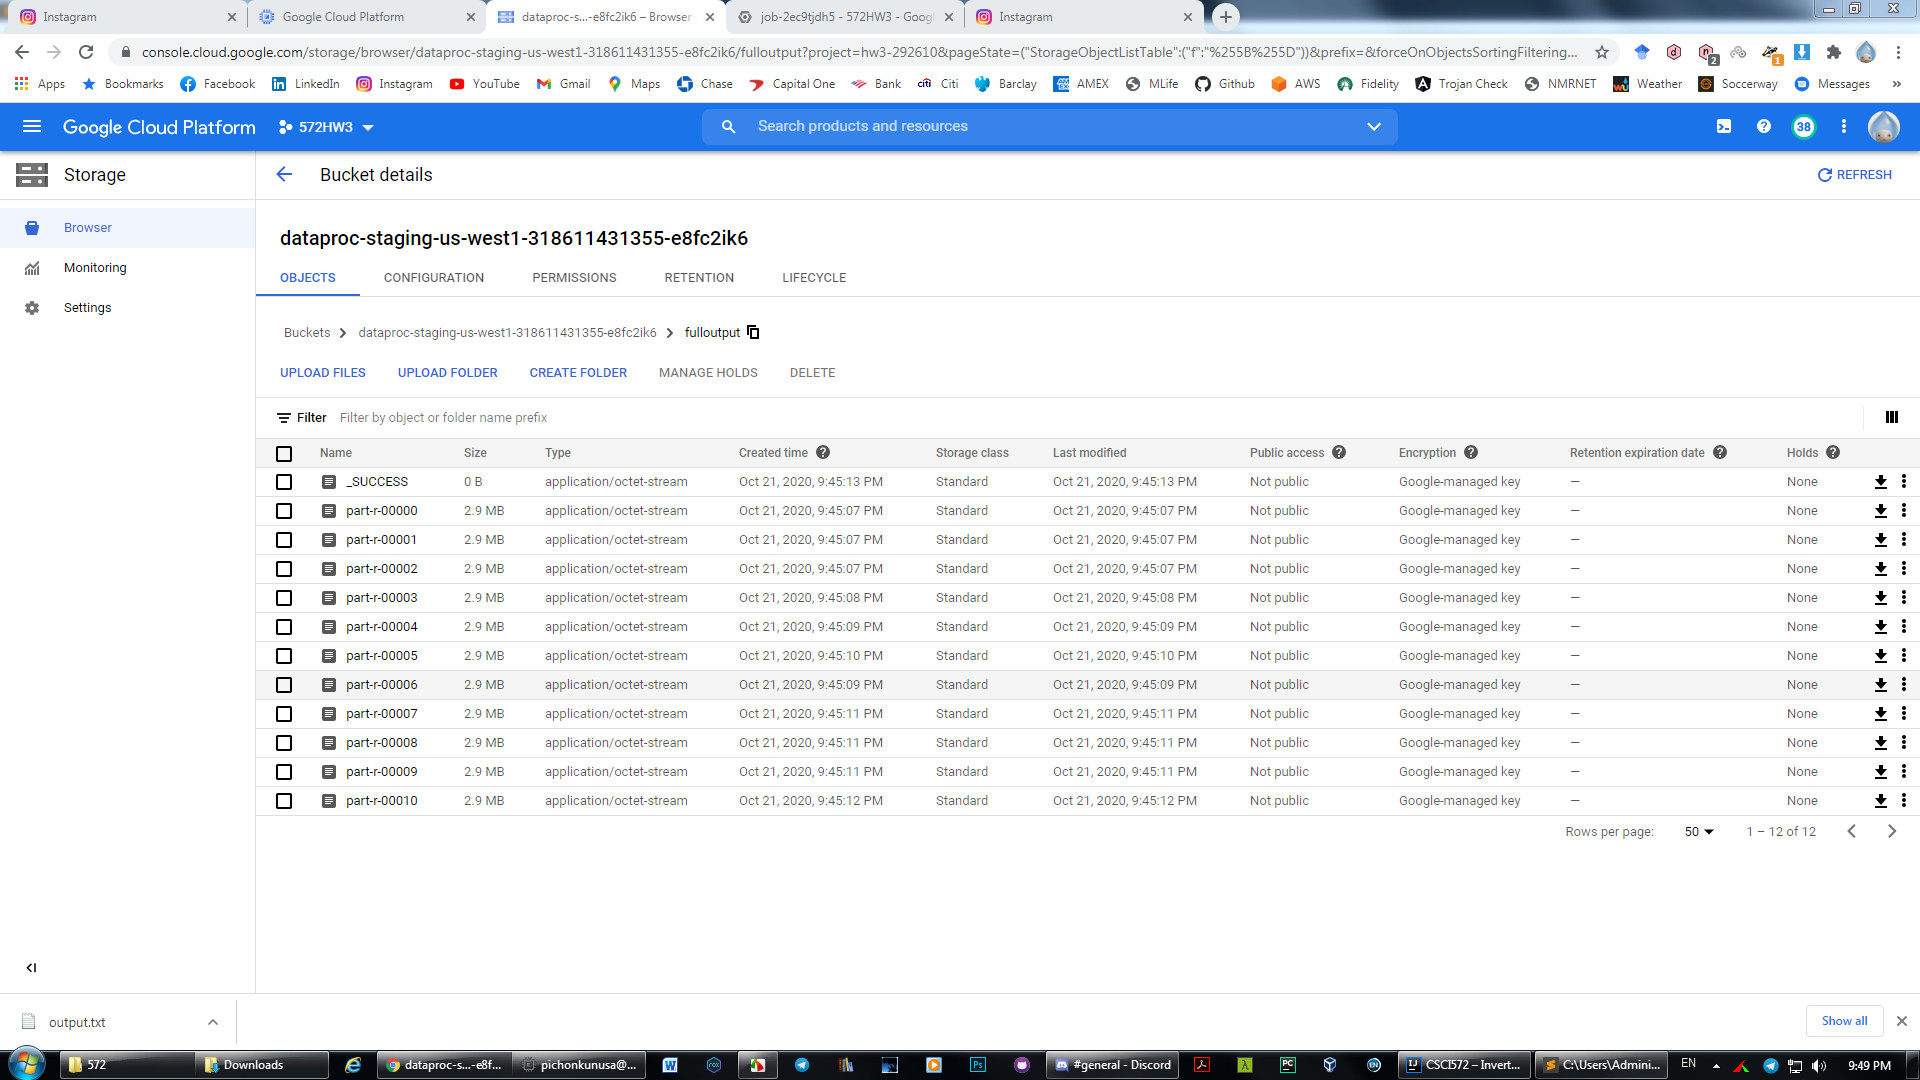 Instagram
Google Cloud Platform
dataproc-s...-e8fc2ik6 – Browser
job-2ec9tjdh5 - 572HW3 - Googl
Instagram
console.cloud.google.com/storage/browser/dataproc-staging-us-west1-318611431355-e8fc2ik6/fulloutput?project=hw3-292610&pageState=("StorageObjectListTable":("f":"%255B%255D"))&prefix=&forceOnObjectsSortingFiltering...
2
1
Apps Bookmarks Facebook LinkedIn Instagram YouTube Gmail Maps Chase Capital One Bank citi Citi Barclay AMEX MLife Github AWS Fidelity Trojan Check NMRNET Weather Soccerway Messages »
Google Cloud Platform 572HW3 Search products and resources 38
Storage Bucket details REFRESH
Browser
Monitoring
Settings
dataproc-staging-us-west1-318611431355-e8fc2ik6
OBJECTS CONFIGURATION PERMISSIONS RETENTION LIFECYCLE
Buckets > dataproc-staging-us-west1-318611431355-e8fc2ik6 > fulloutput
UPLOAD FILES UPLOAD FOLDER CREATE FOLDER MANAGE HOLDS DELETE
Filter Filter by object or folder name prefix
Name Size Type Created time Storage class Last modified Public access Encryption Retention expiration date Holds
_SUCCESS 0 B application/octet-stream Oct 21, 2020, 9:45:13 PM Standard Oct 21, 2020, 9:45:13 PM Not public Google-managed key — None
part-r-00000 2.9 MB application/octet-stream Oct 21, 2020, 9:45:07 PM Standard Oct 21, 2020, 9:45:07 PM Not public Google-managed key — None
part-r-00001 2.9 MB application/octet-stream Oct 21, 2020, 9:45:07 PM Standard Oct 21, 2020, 9:45:07 PM Not public Google-managed key — None
part-r-00002 2.9 MB application/octet-stream Oct 21, 2020, 9:45:07 PM Standard Oct 21, 2020, 9:45:07 PM Not public Google-managed key — None
part-r-00003 2.9 MB application/octet-stream Oct 21, 2020, 9:45:08 PM Standard Oct 21, 2020, 9:45:08 PM Not public Google-managed key — None
part-r-00004 2.9 MB application/octet-stream Oct 21, 2020, 9:45:09 PM Standard Oct 21, 2020, 9:45:09 PM Not public Google-managed key — None
part-r-00005 2.9 MB application/octet-stream Oct 21, 2020, 9:45:10 PM Standard Oct 21, 2020, 9:45:10 PM Not public Google-managed key — None
part-r-00006 2.9 MB application/octet-stream Oct 21, 2020, 9:45:09 PM Standard Oct 21, 2020, 9:45:09 PM Not public Google-managed key — None
part-r-00007 2.9 MB application/octet-stream Oct 21, 2020, 9:45:11 PM Standard Oct 21, 2020, 9:45:11 PM Not public Google-managed key — None
part-r-00008 2.9 MB application/octet-stream Oct 21, 2020, 9:45:11 PM Standard Oct 21, 2020, 9:45:11 PM Not public Google-managed key — None
part-r-00009 2.9 MB application/octet-stream Oct 21, 2020, 9:45:11 PM Standard Oct 21, 2020, 9:45:11 PM Not public Google-managed key — None
part-r-00010 2.9 MB application/octet-stream Oct 21, 2020, 9:45:12 PM Standard Oct 21, 2020, 9:45:12 PM Not public Google-managed key — None
Rows per page: 50 1 – 12 of 12
output.txt Show all
572 Downloads dataproc-s...-e8f... pichonkunusa@... #general - Discord CSCI572 – Invert... C:\Users\Admini... EN 9:49 PM